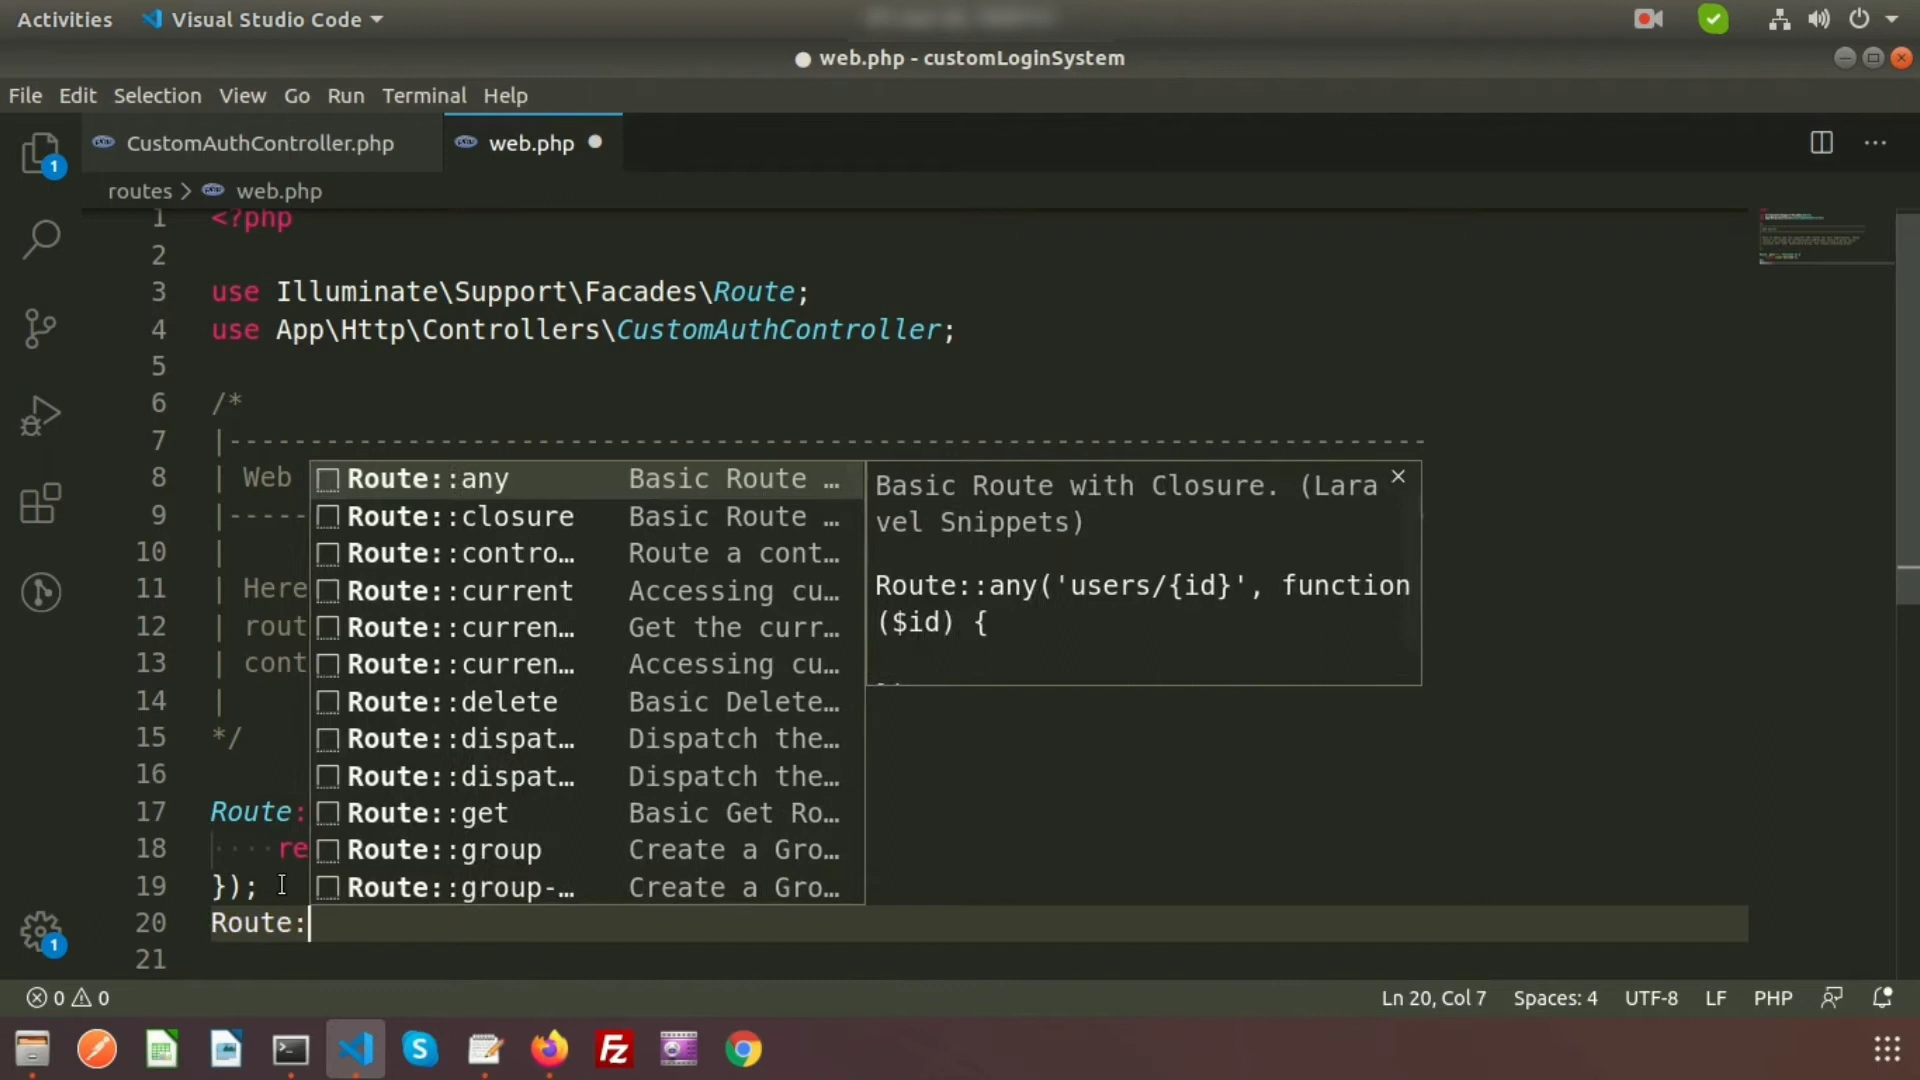 Activities Visual Studio Code
web.php - customLoginSystem
File Edit Selection View Go Run Terminal Help
1 CustomAuthController.php web.php
routes > web.php
1 <?php
2
3 use Illuminate\Support\Facades\Route;
4 use App\Http\Controllers\CustomAuthController;
5
6 /*
7 |--------------------------------------------------------------------------
8 | Web
9 |-----
10 |
11 | Here
12 | rout
13 | cont
14 |
15 */
16
17 Route:
18 re
19 });
20 Route:
21
Route::any Basic Route ...
Route::closure Basic Route ...
Route::contro... Route a cont...
Route::current Accessing cu...
Route::curren... Get the curr...
Route::curren... Accessing cu...
Route::delete Basic Delete...
Route::dispat... Dispatch the...
Route::dispat... Dispatch the...
Route::get Basic Get Ro...
Route::group Create a Gro...
Route::group-... Create a Gro...
Basic Route with Closure. (Lara
vel Snippets)
Route::any('users/{id}', function
($id) {
1
0 0 Ln 20, Col 7 Spaces: 4 UTF-8 LF PHP
S Fz